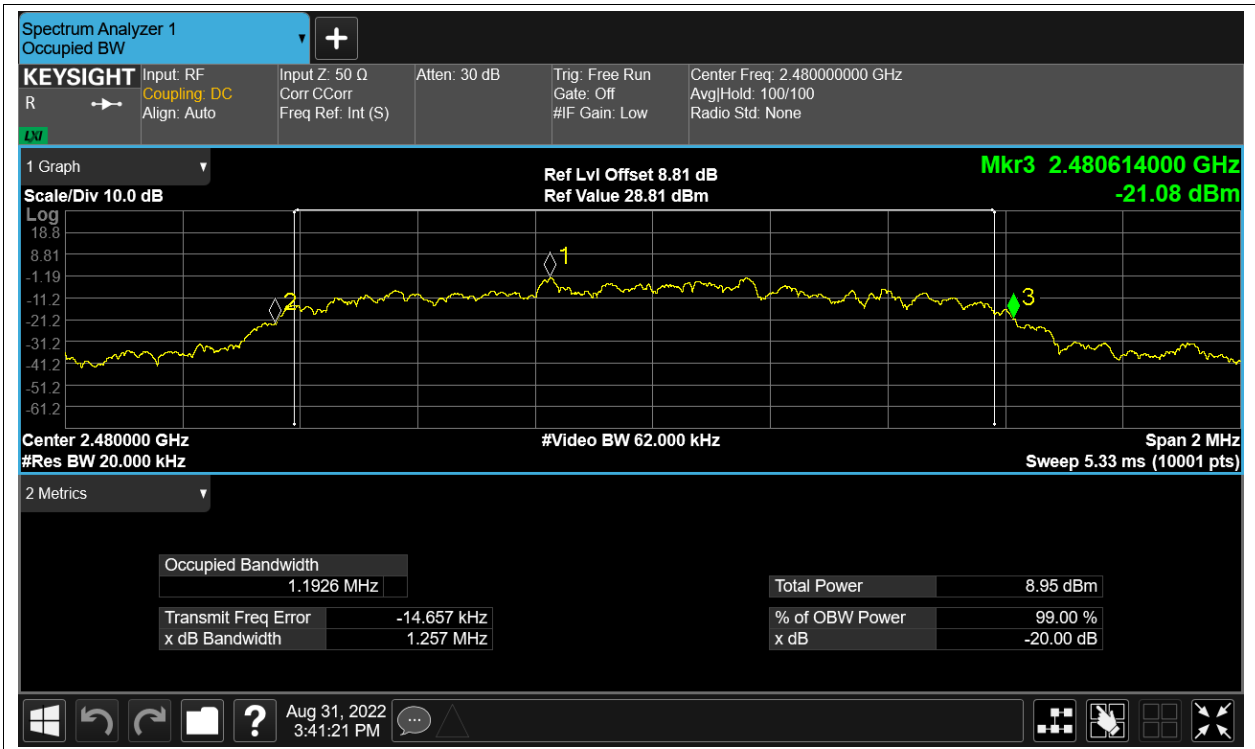 Spectrum Analyzer 1
Occupied BW
KEYSIGHT
R
LXI
Input: RF
Coupling: DC
Align: Auto
Input Z: 50 Ω
Corr CCorr
Freq Ref: Int (S)
Atten: 30 dB
Trig: Free Run
Gate: Off
#IF Gain: Low
Center Freq: 2.480000000 GHz
Avg|Hold: 100/100
Radio Std: None
1 Graph
Scale/Div 10.0 dB
Ref Lvl Offset 8.81 dB
Ref Value 28.81 dBm
Mkr3 2.480614000 GHz
-21.08 dBm
Log
18.8
8.81
-1.19
-11.2
-21.2
-31.2
-41.2
-51.2
-61.2
1
2
3
Center 2.480000 GHz
#Res BW 20.000 kHz
#Video BW 62.000 kHz
Span 2 MHz
Sweep 5.33 ms (10001 pts)
2 Metrics
Occupied Bandwidth
1.1926 MHz
Transmit Freq Error -14.657 kHz
x dB Bandwidth 1.257 MHz
Total Power 8.95 dBm
% of OBW Power 99.00 %
x dB -20.00 dB
?
Aug 31, 2022
3:41:21 PM